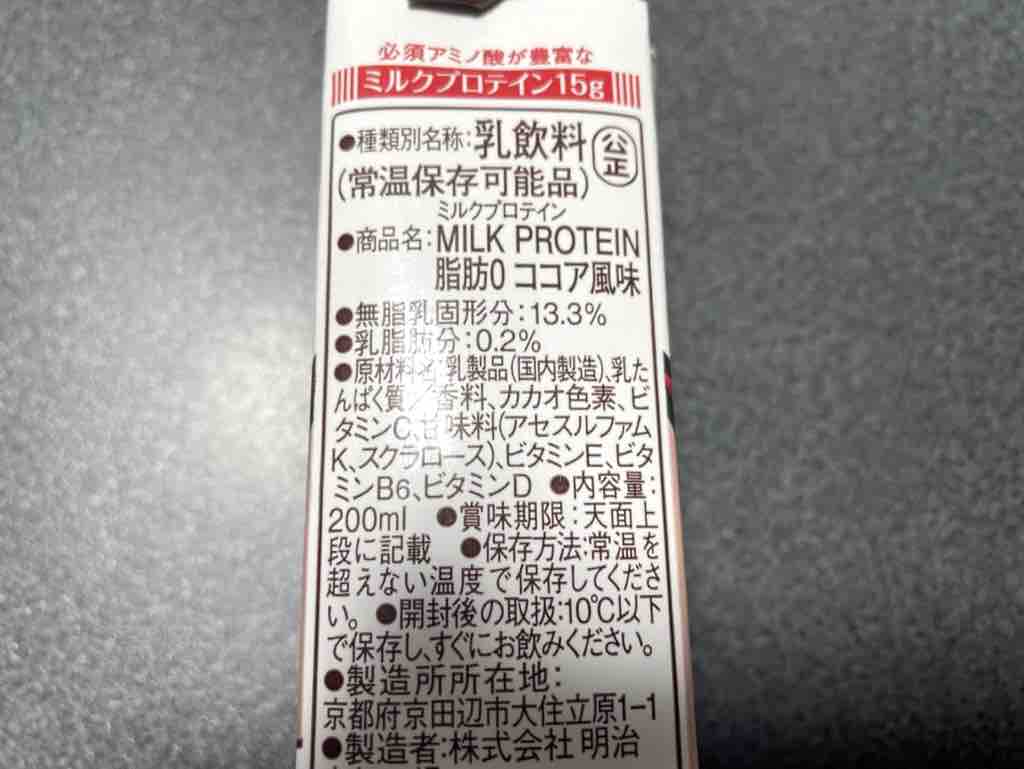 必須アミノ酸が豊富な
ミルクプロテイン15g
●種類別名称:乳飲料 公正
(常温保存可能品)
ミルクプロテイン
●商品名:MILK PROTEIN
脂肪0 ココア風味
●無脂乳固形分:13.3%
●乳脂肪分:0.2%
●原材料名:乳製品(国内製造)、乳た
んぱく質/香料、カカオ色素、ビ
タミンC、甘味料(アセスルファム
K、スクラロース)、ビタミンE、ビタ
ミンB6、ビタミンD ●内容量:
200ml ●賞味期限:天面上
段に記載 ●保存方法:常温を
超えない温度で保存してくださ
い。 ●開封後の取扱:10℃以下
で保存し、すぐにお飲みください。
●製造所所在地:
京都府京田辺市大住立原1-1
●製造者:株式会社 明治